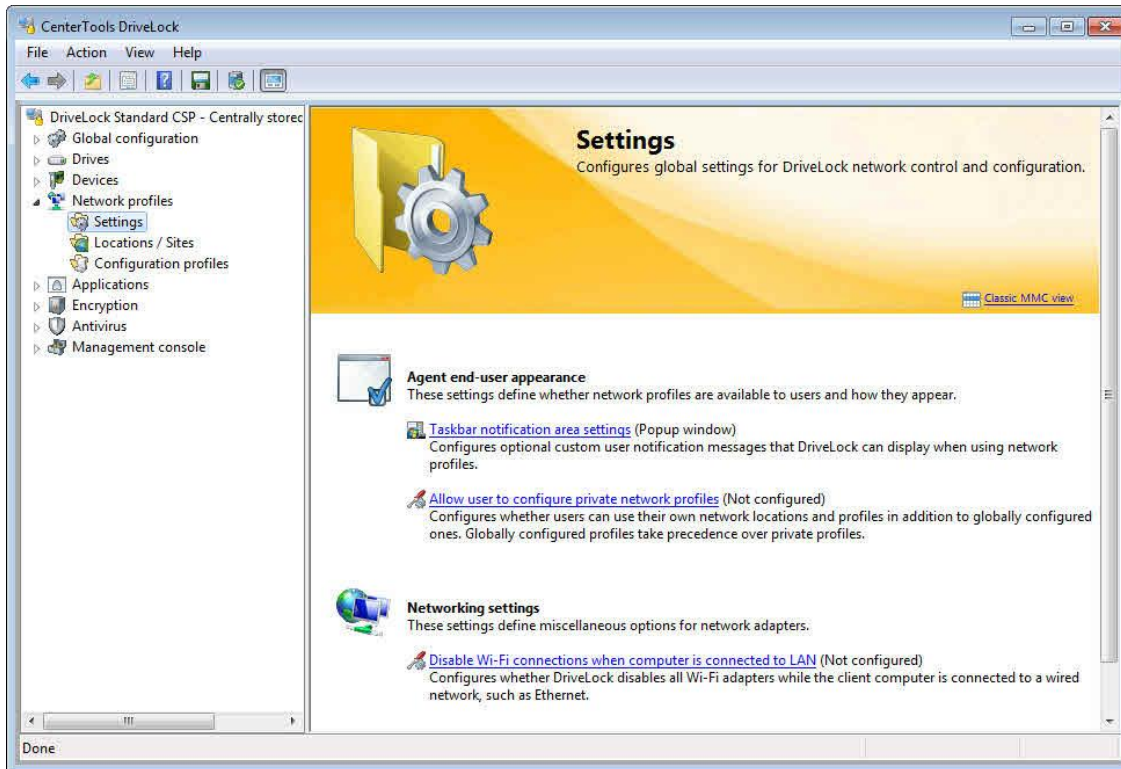 CenterTools DriveLock
File Action View Help
DriveLock Standard CSP - Centrally storec
Global configuration
Drives
Devices
Network profiles
Settings
Locations / Sites
Configuration profiles
Applications
Encryption
Antivirus
Management console
Settings
Configures global settings for DriveLock network control and configuration.
Classic MMC view
Agent end-user appearance
These settings define whether network profiles are available to users and how they appear.
Taskbar notification area settings (Popup window)
Configures optional custom user notification messages that DriveLock can display when using network
profiles.
Allow user to configure private network profiles (Not configured)
Configures whether users can use their own network locations and profiles in addition to globally configured
ones. Globally configured profiles take precedence over private profiles.
Networking settings
These settings define miscellaneous options for network adapters.
Disable Wi-Fi connections when computer is connected to LAN (Not configured)
Configures whether DriveLock disables all Wi-Fi adapters while the client computer is connected to a wired
network, such as Ethernet.
Done